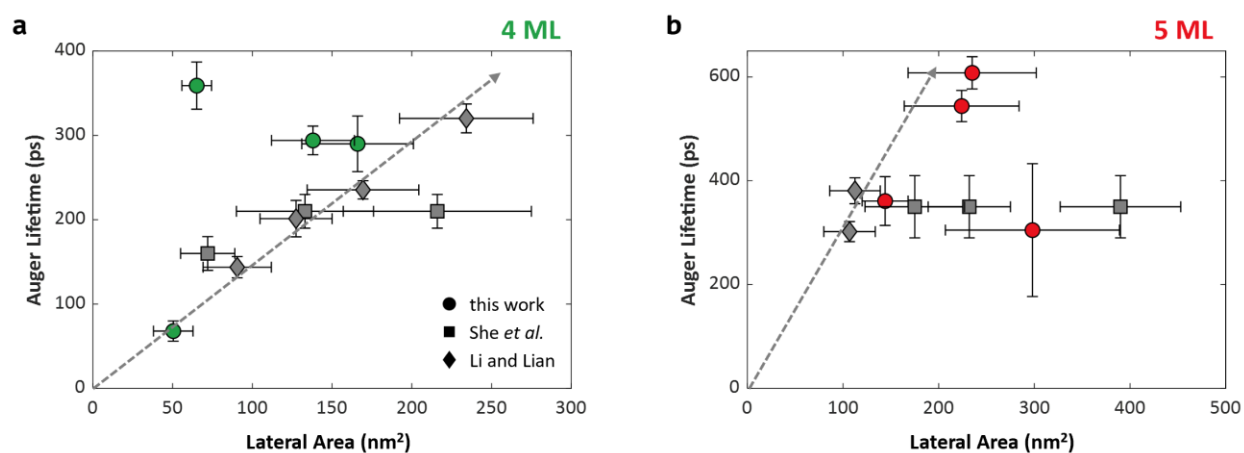 a
4 ML
400
300
200
100
0
0 50 100 150 200 250 300
Auger Lifetime (ps)
Lateral Area (nm²)
this work
She et al.
Li and Lian
b
5 ML
600
400
200
0
0 100 200 300 400 500
Auger Lifetime (ps)
Lateral Area (nm²)